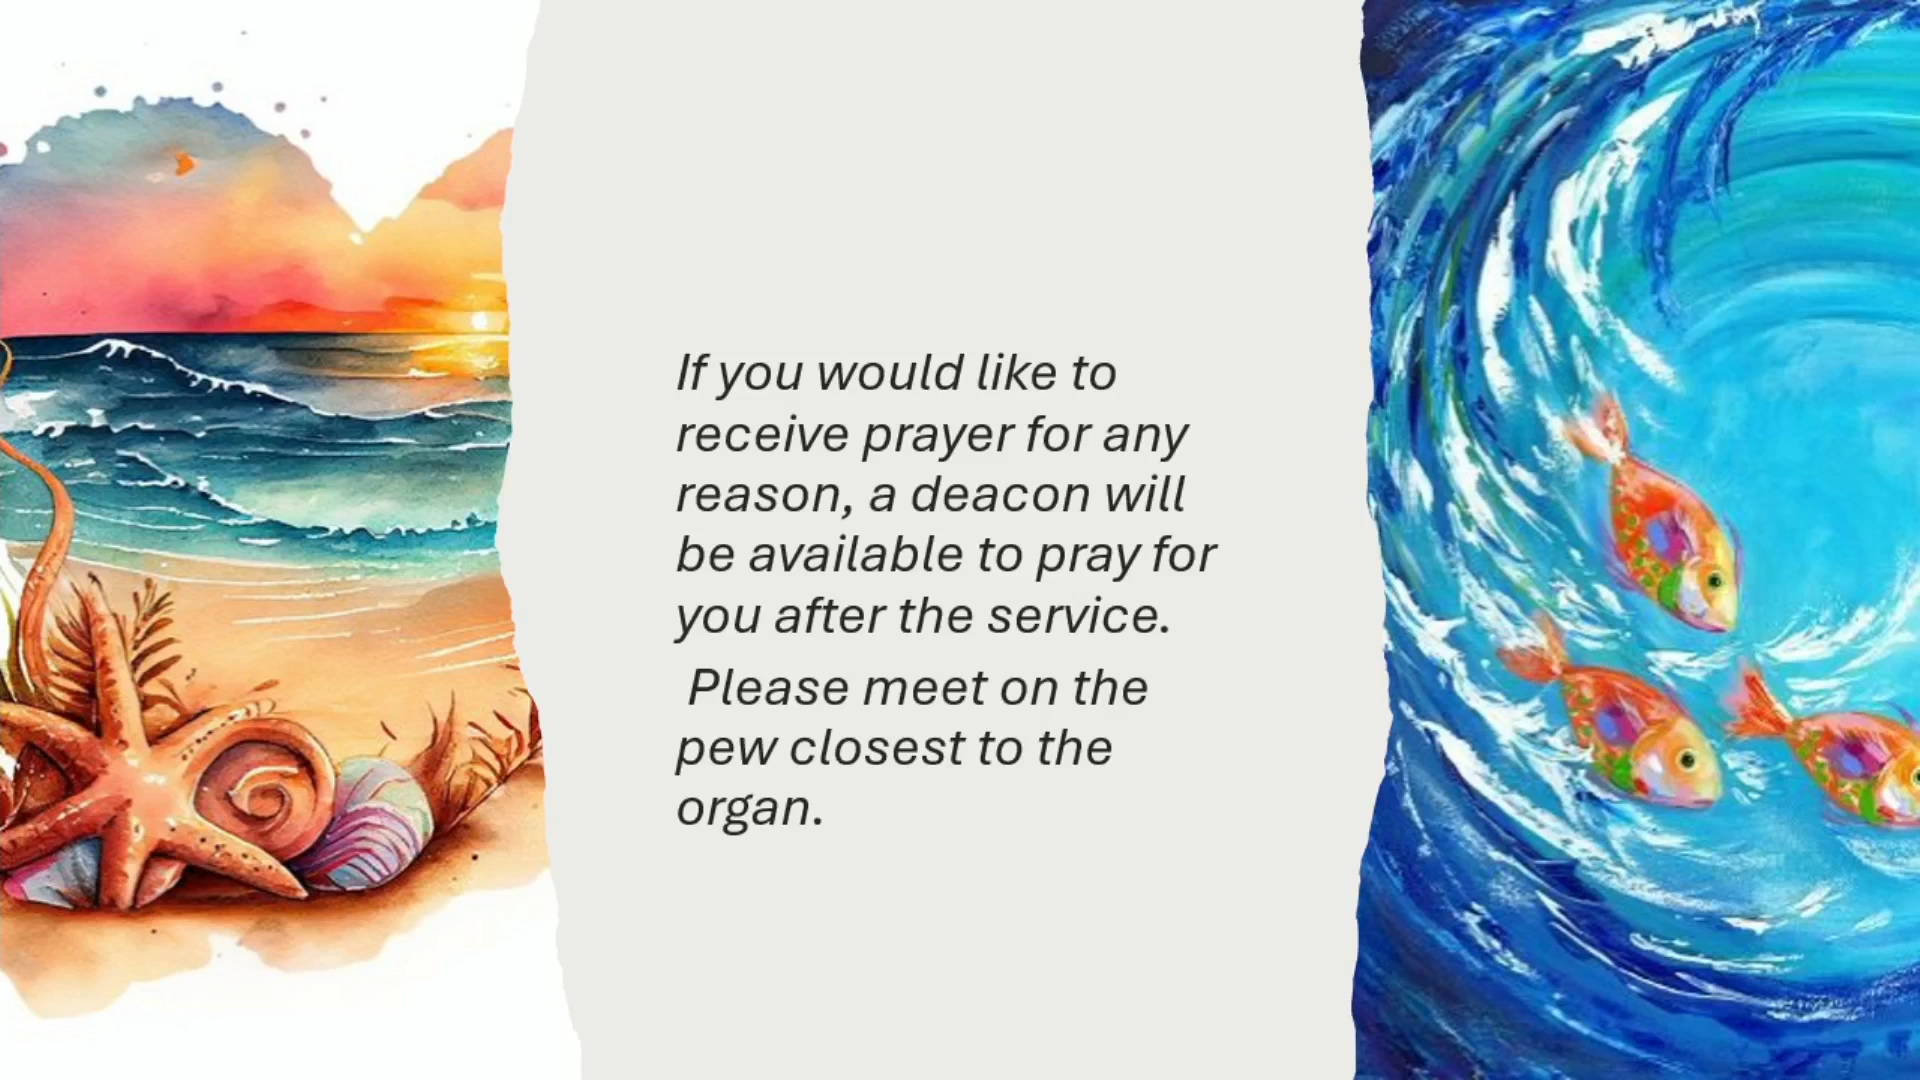 If you would like to
receive prayer for any
reason, a deacon will
be available to pray for
you after the service.
Please meet on the
pew closest to the
organ.